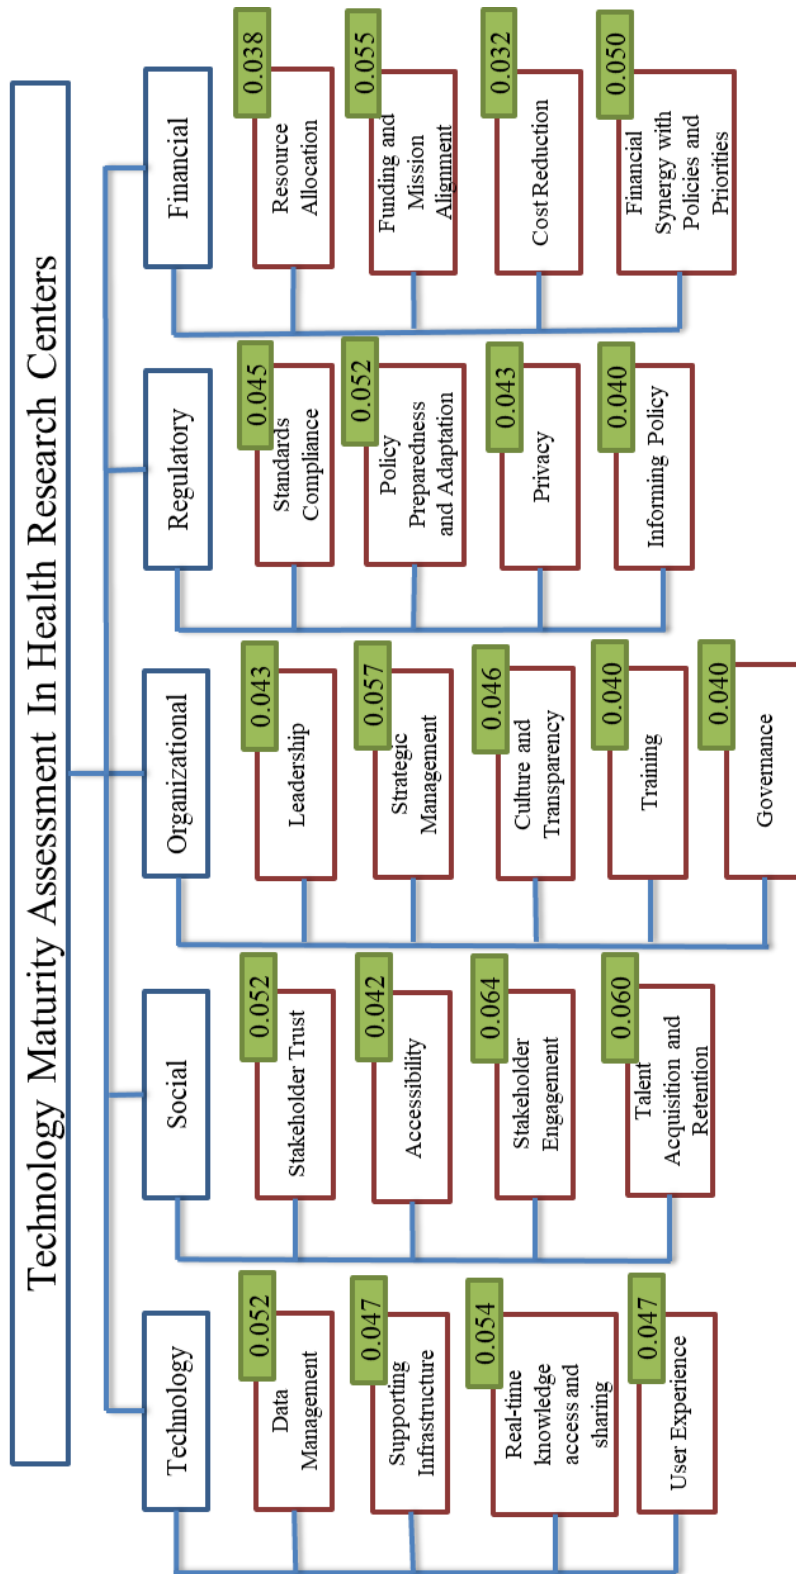 Technology Maturity Assessment In Health Research Centers
Technology
0.052
Data
Management
0.047
Supporting
Infrastructure
0.054
Real-time
knowledge
access and
sharing
0.047
User Experience
Social
0.052
Stakeholder Trust
0.042
Accessibility
0.064
Stakeholder
Engagement
0.060
Talent
Acquisition and
Retention
Organizational
0.043
Leadership
0.057
Strategic
Management
0.046
Culture and
Transparency
0.040
Training
0.040
Governance
Regulatory
0.045
Standards
Compliance
0.052
Policy
Preparedness
and Adaptation
0.043
Privacy
0.040
Informing Policy
Financial
0.038
Resource
Allocation
0.055
Funding and
Mission
Alignment
0.032
Cost Reduction
0.050
Financial
Synergy with
Policies and
Priorities